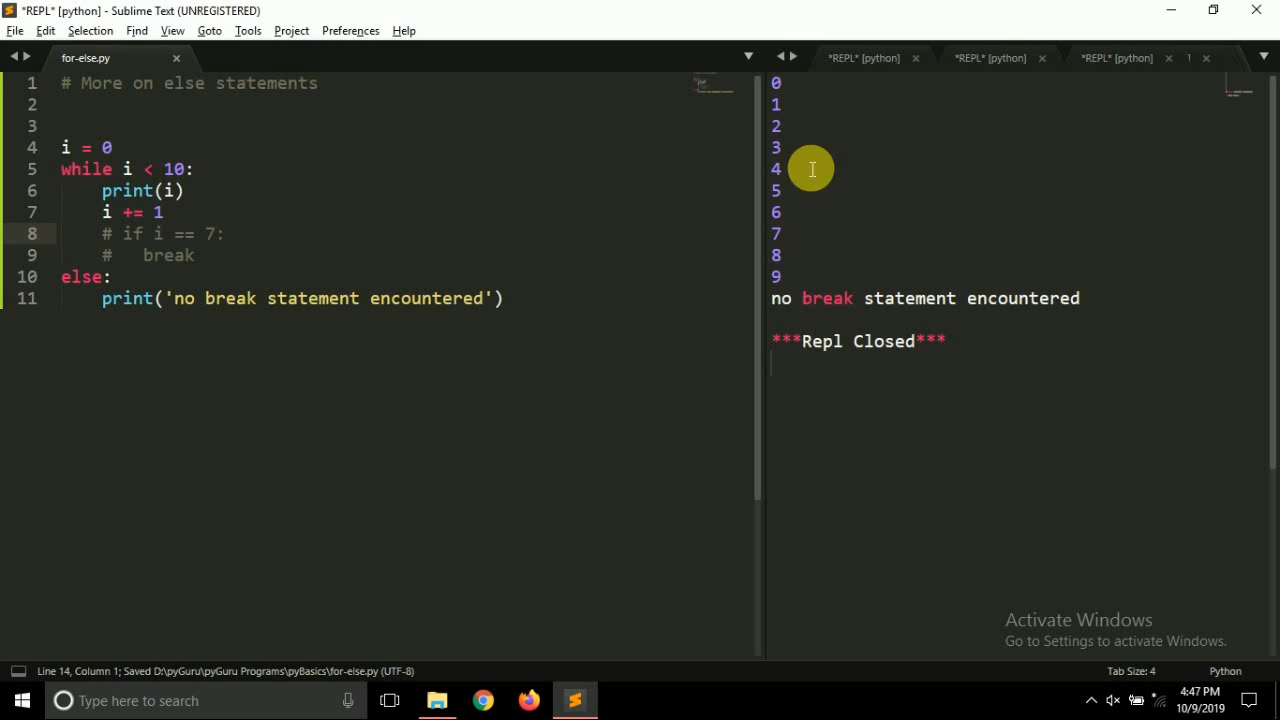 *REPL* [python] - Sublime Text (UNREGISTERED)
File Edit Selection Find View Goto Tools Project Preferences Help
for-else.py
*REPL* [python] *REPL* [python] *REPL* [python]
1 # More on else statements
2
3
4 i = 0
5 while i < 10:
6 print(i)
7 i += 1
8 # if i == 7:
9 # break
10 else:
11 print('no break statement encountered')
0
1
2
3
4
5
6
7
8
9
no break statement encountered
***Repl Closed***
Activate Windows
Go to Settings to activate Windows.
Line 14, Column 1; Saved D:\pyGuru\pyGuru Programs\pyBasics\for-else.py (UTF-8)
Tab Size: 4
Python
Type here to search
4:47 PM
10/9/2019